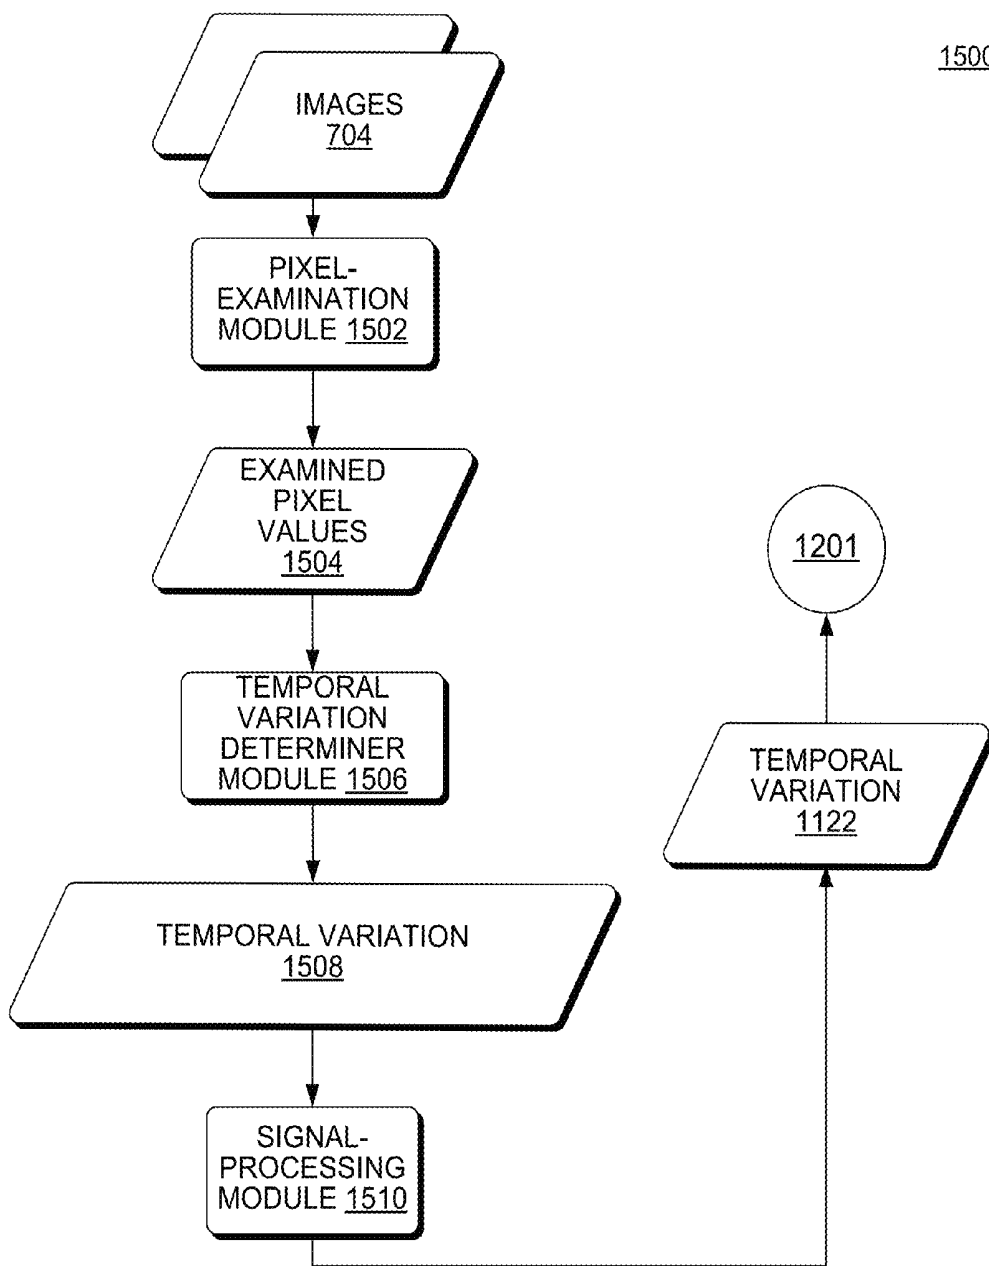 1500
IMAGES
704
PIXEL-
EXAMINATION
MODULE 1502
EXAMINED
PIXEL
VALUES
1504
TEMPORAL
VARIATION
DETERMINER
MODULE 1506
TEMPORAL VARIATION
1508
SIGNAL-
PROCESSING
MODULE 1510
TEMPORAL
VARIATION
1122
1201